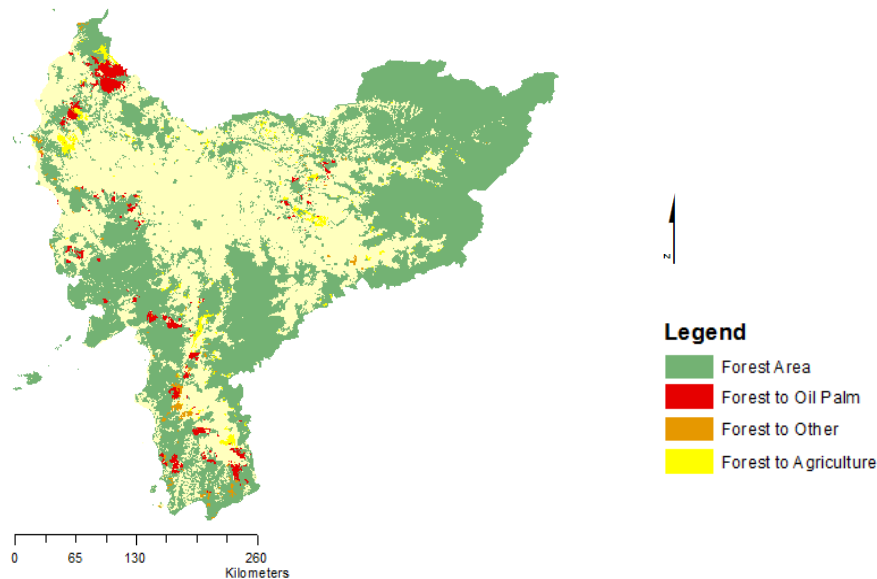 z
Legend
Forest Area
Forest to Oil Palm
Forest to Other
Forest to Agriculture
0 65 130 260
Kilometers